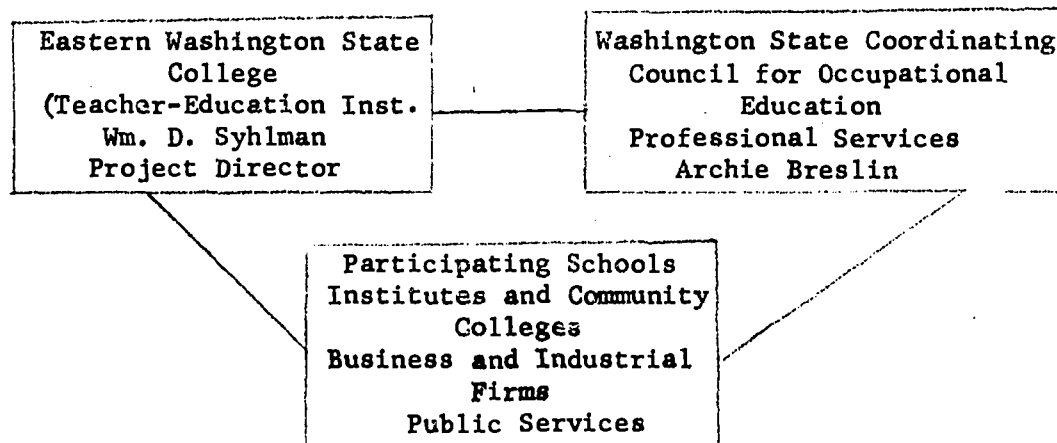 Eastern Washington State
College
(Teacher-Education Inst.
Wm. D. Syhlman
Project Director
Washington State Coordinating
Council for Occupational
Education
Professional Services
Archie Breslin
Participating Schools
Institutes and Community
Colleges
Business and Industrial
Firms
Public Services